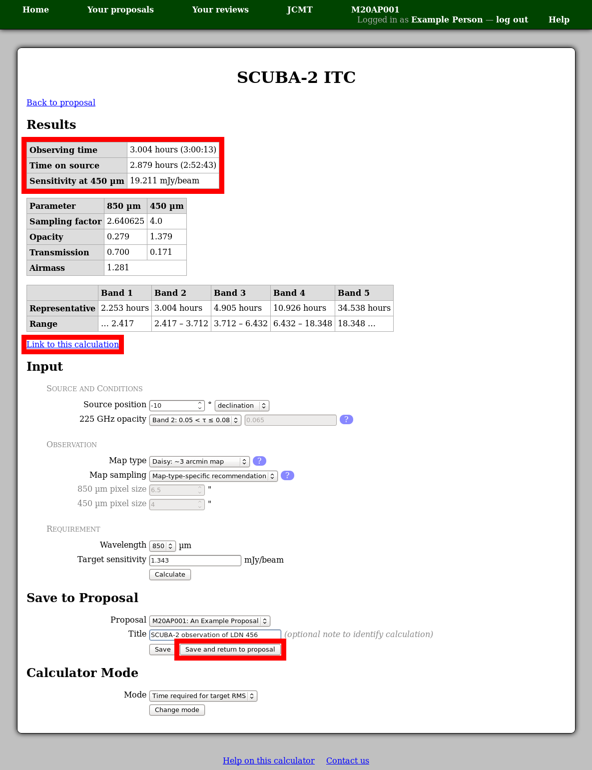 Home Your proposals Your reviews JCMT M20AP001
Logged in as Example Person — log out Help
SCUBA-2 ITC
Back to proposal
Results
Observing time 3.004 hours (3:00:13)
Time on source 2.879 hours (2:52:43)
Sensitivity at 450 µm 19.211 mJy/beam
Parameter 850 µm 450 µm
Sampling factor 2.640625 4.0
Opacity 0.279 1.379
Transmission 0.700 0.171
Airmass 1.281
Band 1 Band 2 Band 3 Band 4 Band 5
Representative 2.253 hours 3.004 hours 4.905 hours 10.926 hours 34.538 hours
Range … 2.417 2.417 – 3.712 3.712 – 6.432 6.432 – 18.348 18.348 …
Link to this calculation
Input
Source and Conditions
Source position -10 ° declination
225 GHz opacity Band 2: 0.05 < τ ≤ 0.08 0.065 ?
Observation
Map type Daisy: ~3 arcmin map ?
Map sampling Map-type-specific recommendation ?
850 µm pixel size 6.5 "
450 µm pixel size 4 "
Requirement
Wavelength 850 µm
Target sensitivity 1.343 mJy/beam
Calculate
Save to Proposal
Proposal M20AP001: An Example Proposal
Title SCUBA-2 observation of LDN 456 (optional note to identify calculation)
Save Save and return to proposal
Calculator Mode
Mode Time required for target RMS
Change mode
Help on this calculator Contact us